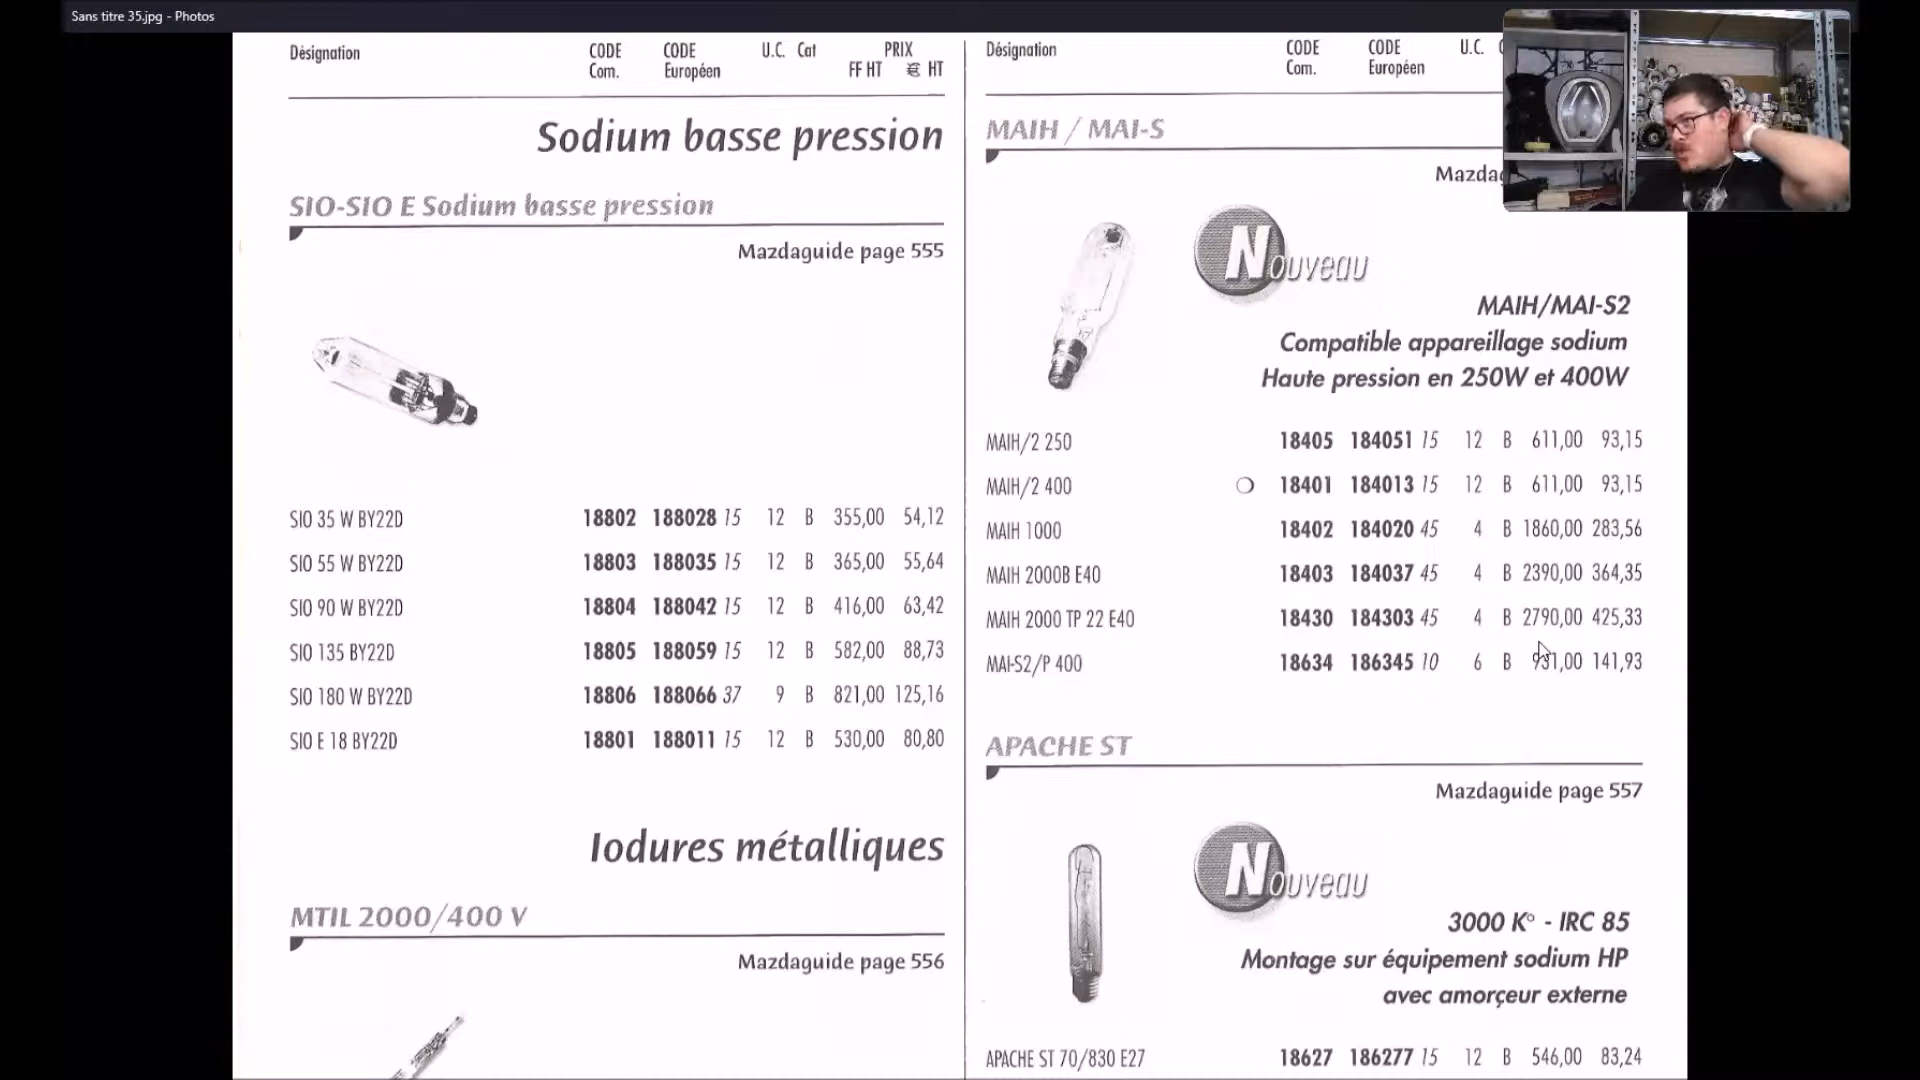 Sans titre 35.jpg - Photos
Désignation CODE CODE U.C. Cat PRIX
Com. Européen FF HT € HT
Sodium basse pression
SIO-SIO E Sodium basse pression
Mazdaguide page 555
SIO 35 W BY22D 18802 188028 15 12 B 355,00 54,12
SIO 55 W BY22D 18803 188035 15 12 B 365,00 55,64
SIO 90 W BY22D 18804 188042 15 12 B 416,00 63,42
SIO 135 BY22D 18805 188059 15 12 B 582,00 88,73
SIO 180 W BY22D 18806 188066 37 9 B 821,00 125,16
SIO E 18 BY22D 18801 188011 15 12 B 530,00 80,80
Iodures métalliques
MTIL 2000/400 V
Mazdaguide page 556
Désignation CODE CODE U.C.
Com. Européen
MAIH / MAI-S
Nouveau
MAIH/MAI-S2
Compatible appareillage sodium
Haute pression en 250W et 400W
MAIH/2 250 18405 184051 15 12 B 611,00 93,15
MAIH/2 400 18401 184013 15 12 B 611,00 93,15
MAIH 1000 18402 184020 45 4 B 1860,00 283,56
MAIH 2000B E40 18403 184037 45 4 B 2390,00 364,35
MAIH 2000 TP 22 E40 18430 184303 45 4 B 2790,00 425,33
MAI-S2/P 400 18634 186345 10 6 B 931,00 141,93
APACHE ST
Mazdaguide page 557
Nouveau
3000 K° - IRC 85
Montage sur équipement sodium HP
avec amorçeur externe
APACHE ST 70/830 E27 18627 186277 15 12 B 546,00 83,24